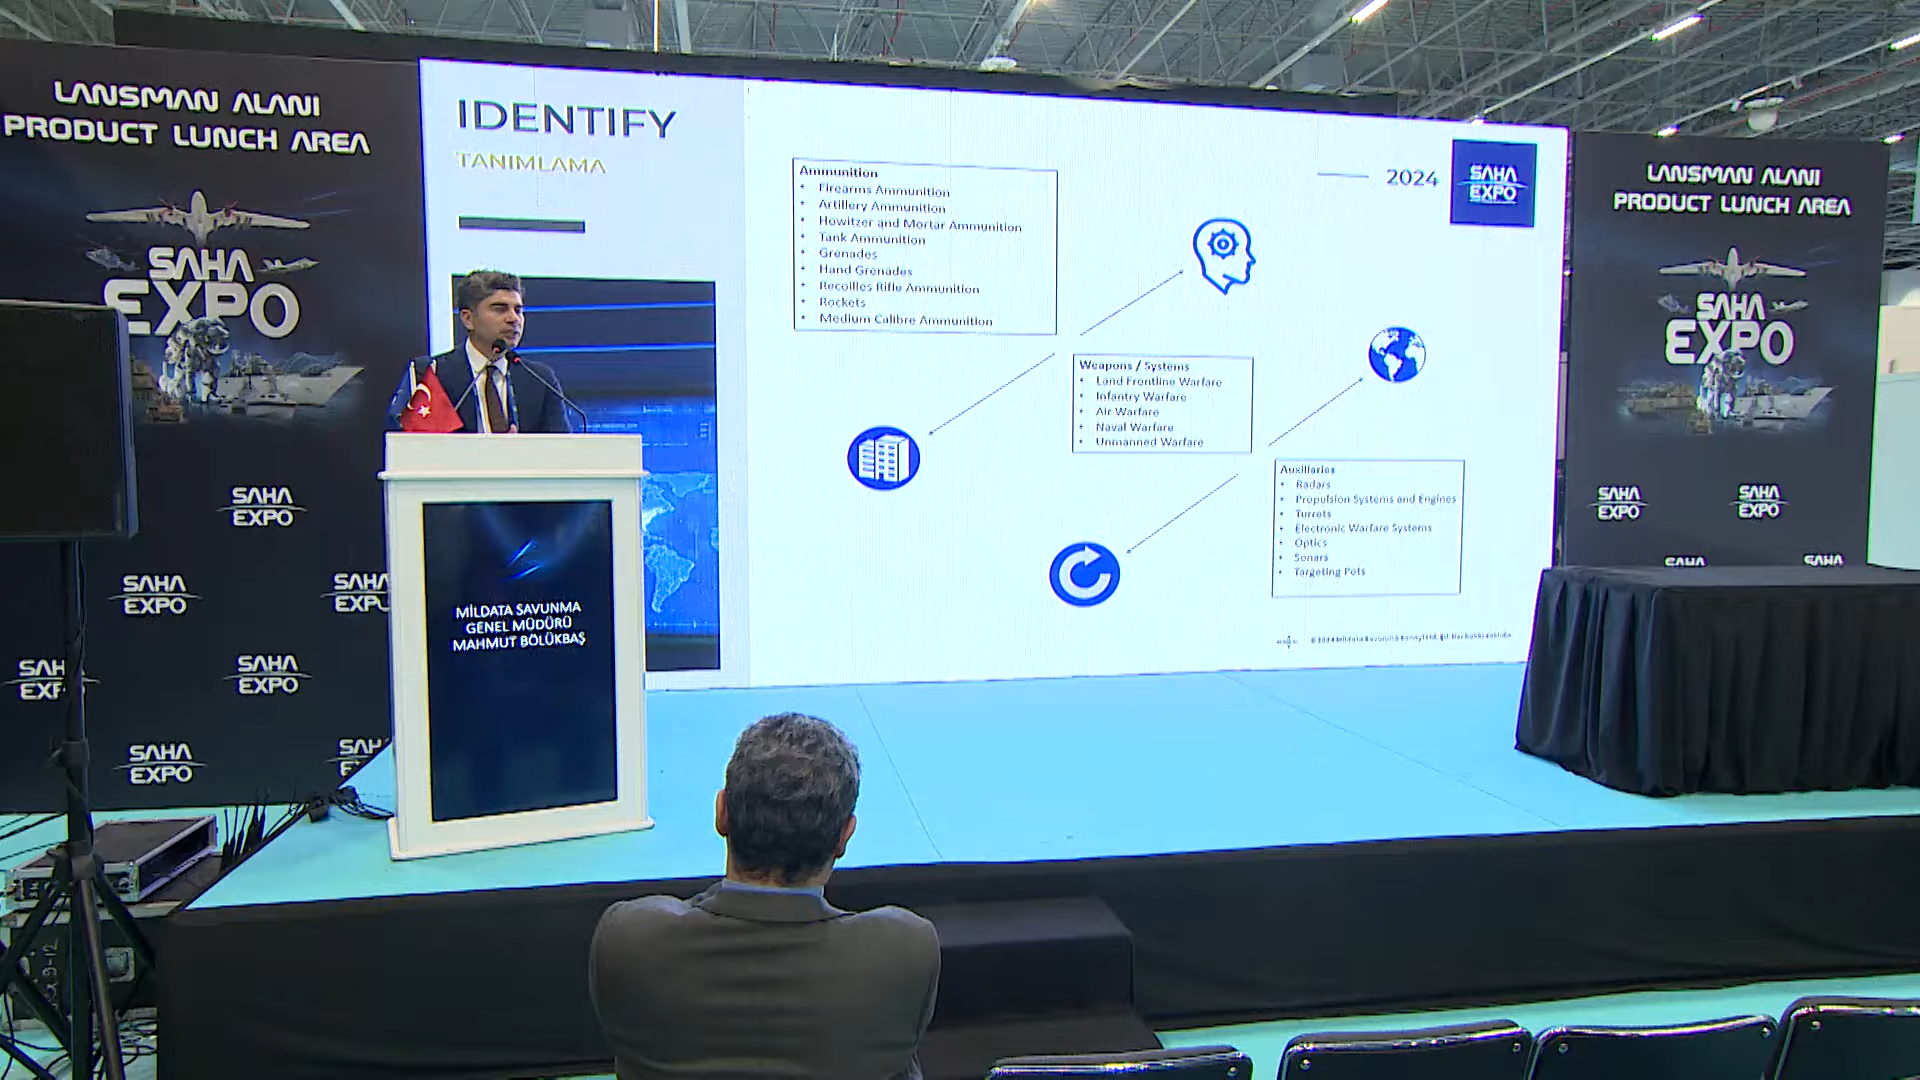 LANSMAN ALANI
PRODUCT LUNCH AREA
SAHA
EXPO
SAHA
EXPO
SAHA
EXPO
SAHA
EXPO
SAHA
EXPO
SAHA
EXPO
SAHA
EXPO
IDENTIFY
TANIMLAMA
Ammunition
• Firearms Ammunition
• Artillery Ammunition
• Howitzer and Mortar Ammunition
• Tank Ammunition
• Grenades
• Hand Grenades
• Recoilles Rifle Ammunition
• Rockets
• Medium Calibre Ammunition
Weapons / Systems
• Land Frontline Warfare
• Infantry Warfare
• Air Warfare
• Naval Warfare
• Unmanned Warfare
Auxiliaries
• Radars
• Propulsion Systems and Engines
• Turrets
• Electronic Warfare Systems
• Optics
• Sonars
• Targeting Pots
2024
SAHA
EXPO
MİLDATA SAVUNMA
GENEL MÜDÜRÜ
MAHMUT BÖLÜKBAŞ
LANSMAN ALANI
PRODUCT LUNCH AREA
SAHA
EXPO
SAHA
EXPO
SAHA
EXPO
SAHA
SAHA